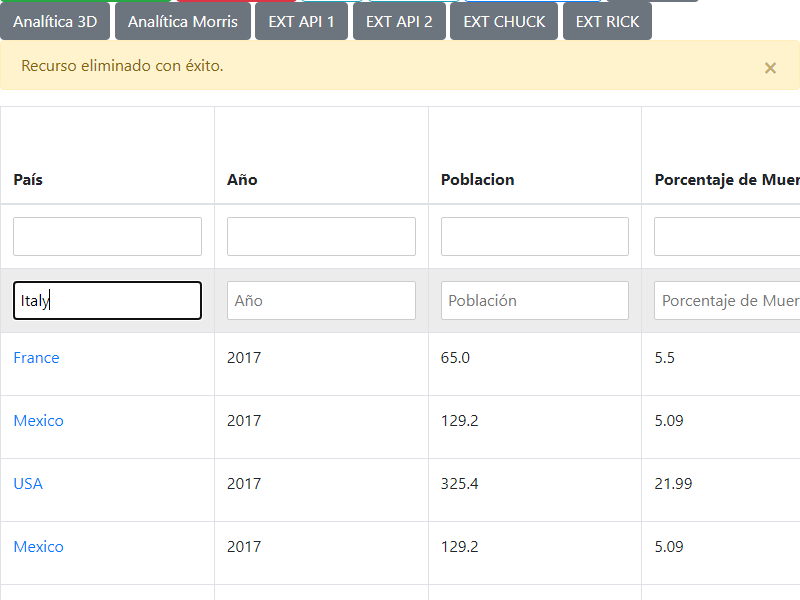 Analítica 3D Analítica Morris EXT API 1 EXT API 2 EXT CHUCK EXT RICK
Recurso eliminado con éxito. ×
País Año Poblacion Porcentaje de Muer
Italy Año Población Porcentaje de Muer
France 2017 65.0 5.5
Mexico 2017 129.2 5.09
USA 2017 325.4 21.99
Mexico 2017 129.2 5.09